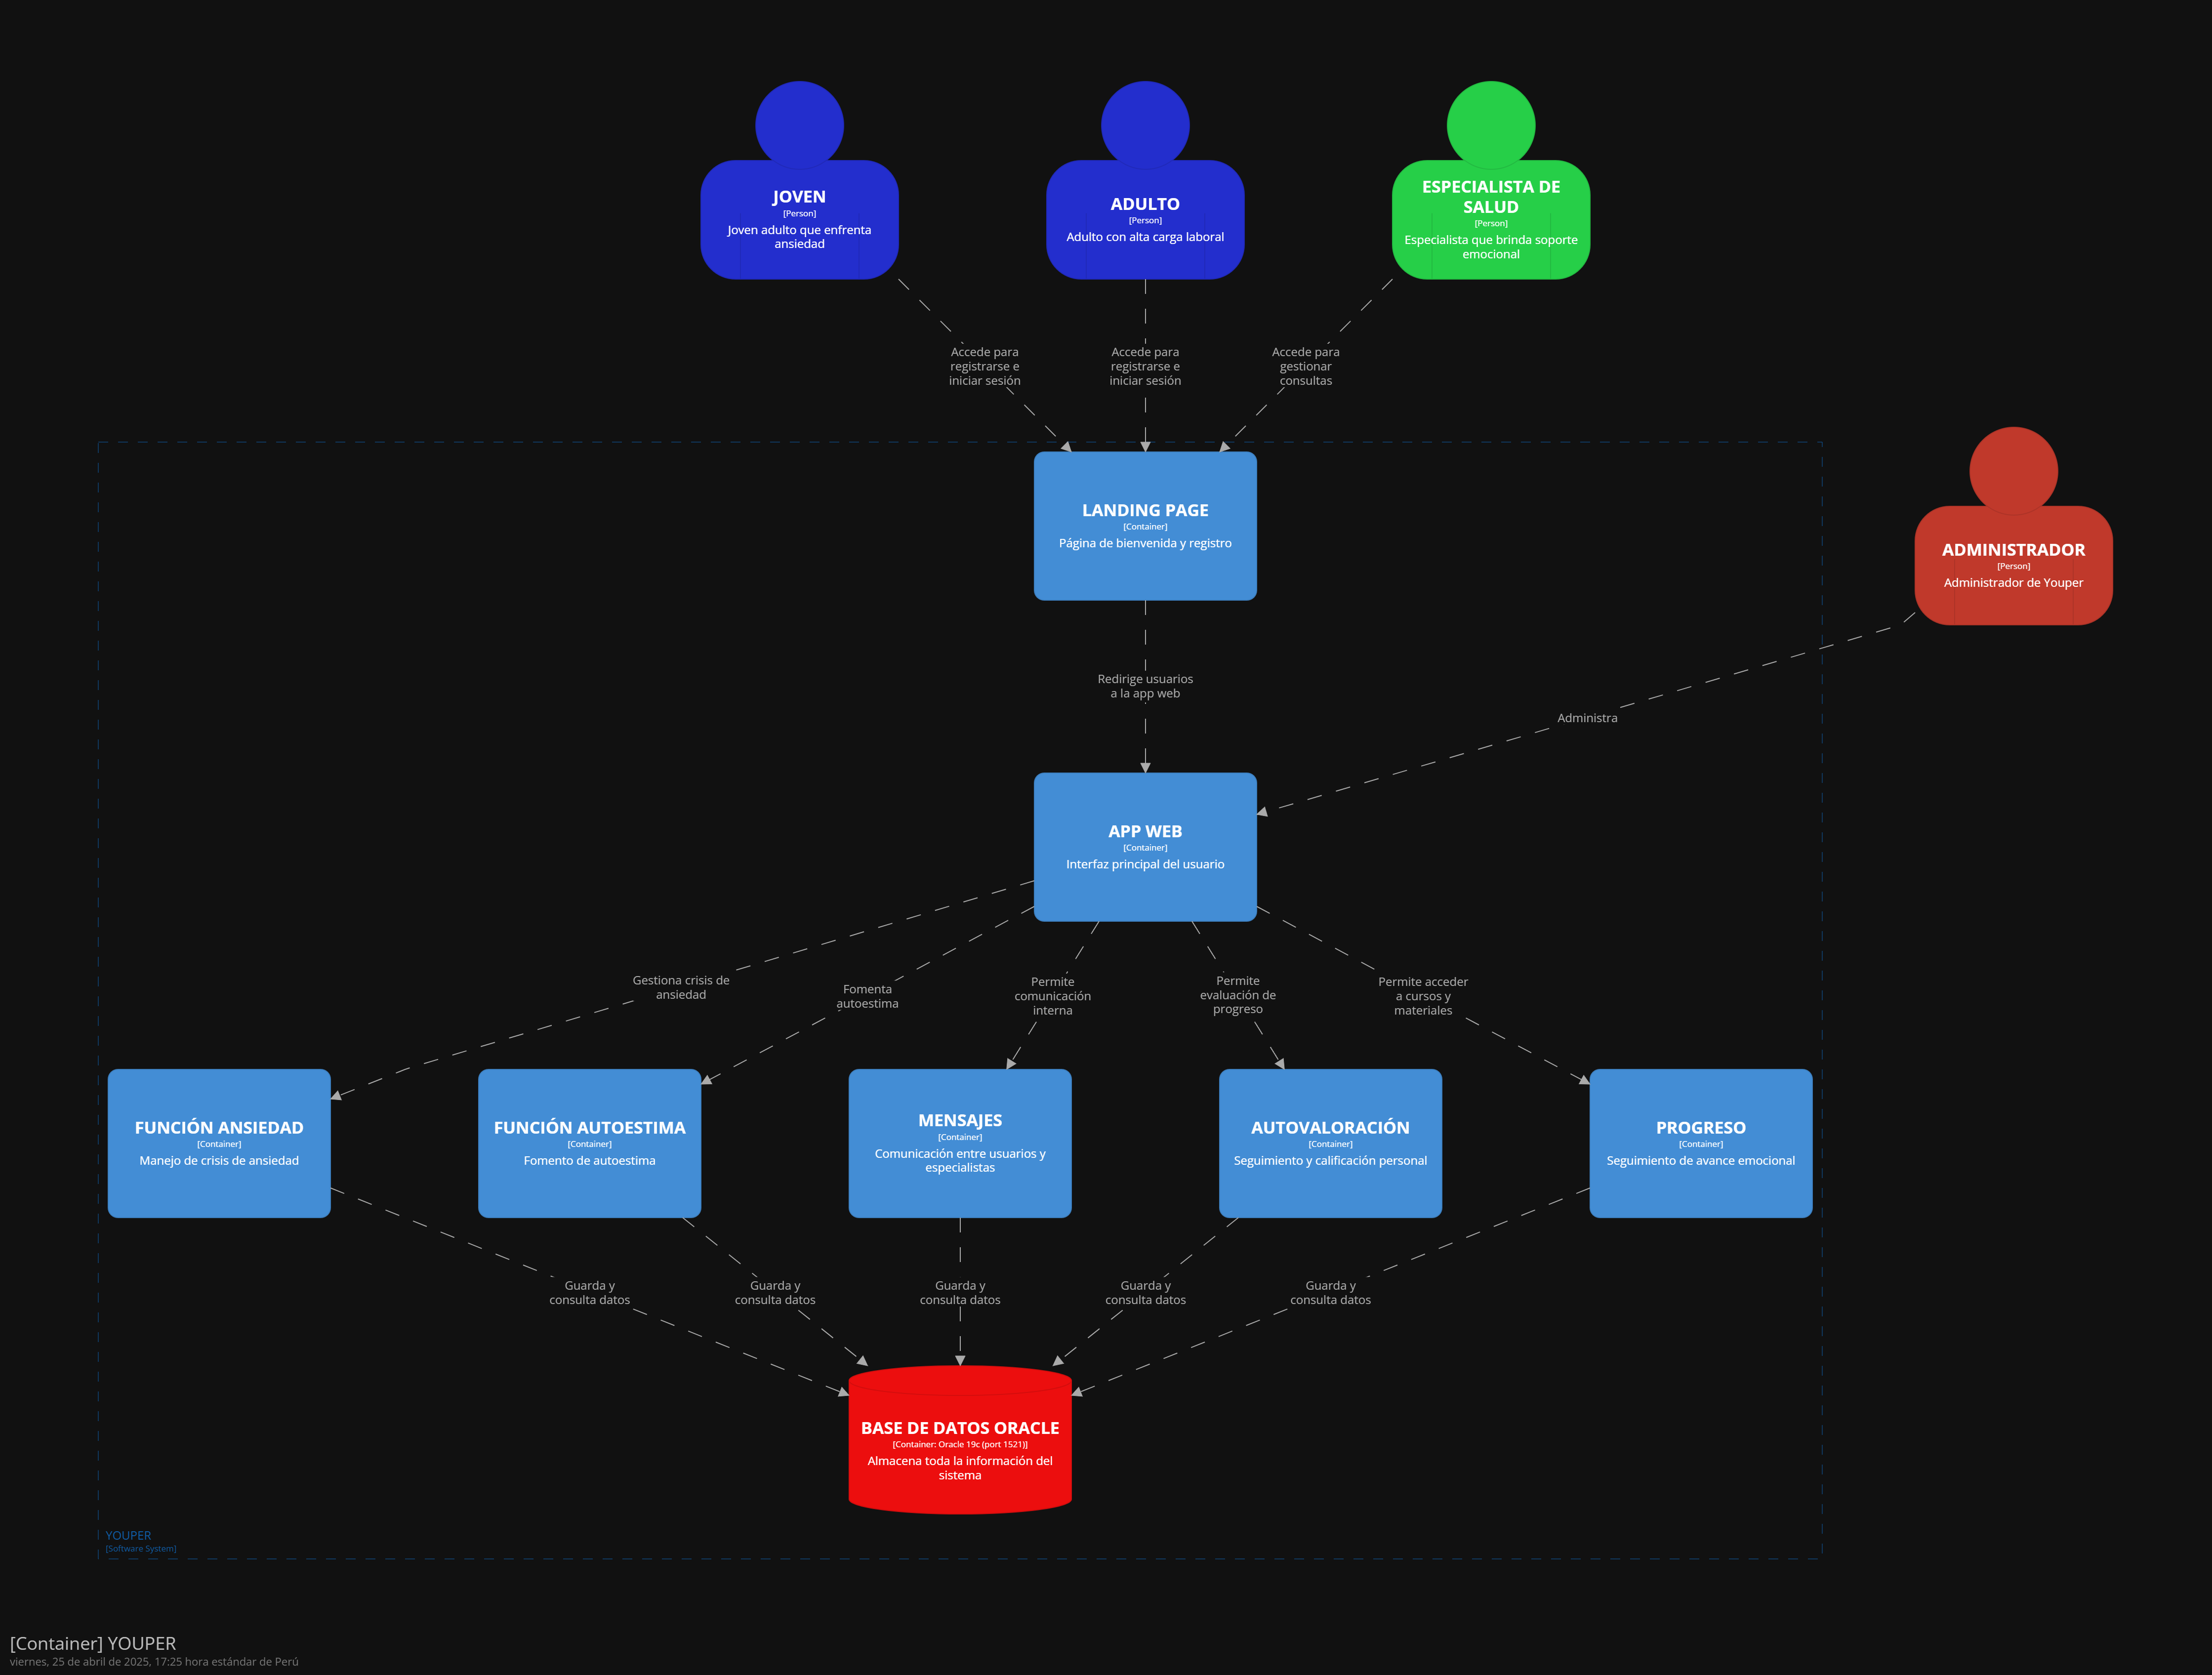 JOVEN
[Person]
Joven adulto que enfrenta
ansiedad
ADULTO
[Person]
Adulto con alta carga laboral
ESPECIALISTA DE
SALUD
[Person]
Especialista que brinda soporte
emocional
Accede para
registrarse e
iniciar sesión
Accede para
registrarse e
iniciar sesión
Accede para
gestionar
consultas
LANDING PAGE
[Container]
Página de bienvenida y registro
ADMINISTRADOR
[Person]
Administrador de Youper
Redirige usuarios
a la app web
Administra
APP WEB
[Container]
Interfaz principal del usuario
Gestiona crisis de
ansiedad
Fomenta
autoestima
Permite
comunicación
interna
Permite
evaluación de
progreso
Permite acceder
a cursos y
materiales
FUNCIÓN ANSIEDAD
[Container]
Manejo de crisis de ansiedad
FUNCIÓN AUTOESTIMA
[Container]
Fomento de autoestima
MENSAJES
[Container]
Comunicación entre usuarios y
especialistas
AUTOVALORACIÓN
[Container]
Seguimiento y calificación personal
PROGRESO
[Container]
Seguimiento de avance emocional
Guarda y
consulta datos
Guarda y
consulta datos
Guarda y
consulta datos
Guarda y
consulta datos
Guarda y
consulta datos
BASE DE DATOS ORACLE
[Container: Oracle 19c (port 1521)]
Almacena toda la información del
sistema
YOUPER
[Software System]
[Container] YOUPER
viernes, 25 de abril de 2025, 17:25 hora estándar de Perú